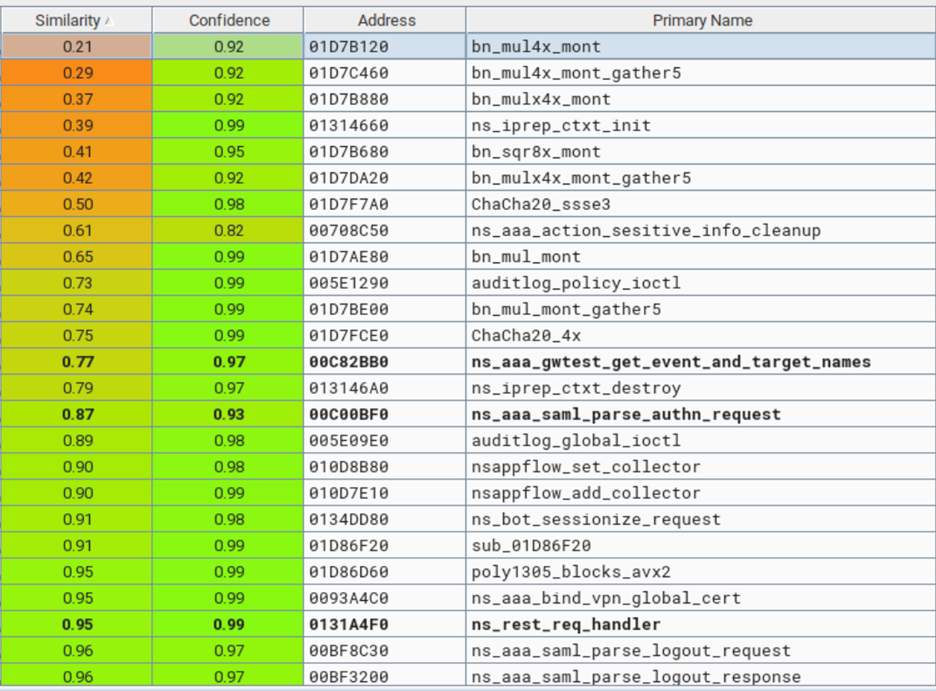 Similarity Confidence Address Primary Name
0.21 0.92 01D7B120 bn_mul4x_mont
0.29 0.92 01D7C460 bn_mul4x_mont_gather5
0.37 0.92 01D7B880 bn_mulx4x_mont
0.39 0.99 01314660 ns_iprep_ctxt_init
0.41 0.95 01D7B680 bn_sqr8x_mont
0.42 0.92 01D7DA20 bn_mulx4x_mont_gather5
0.50 0.98 01D7F7A0 ChaCha20_ssse3
0.61 0.82 00708C50 ns_aaa_action_sesitive_info_cleanup
0.65 0.99 01D7AE80 bn_mul_mont
0.73 0.99 005E1290 auditlog_policy_ioctl
0.74 0.99 01D7BE00 bn_mul_mont_gather5
0.75 0.99 01D7FCE0 ChaCha20_4x
0.77 0.97 00C82BB0 ns_aaa_gwtest_get_event_and_target_names
0.79 0.97 013146A0 ns_iprep_ctxt_destroy
0.87 0.93 00C00BF0 ns_aaa_saml_parse_authn_request
0.89 0.98 005E09E0 auditlog_global_ioctl
0.90 0.98 010D8B80 nsappflow_set_collector
0.90 0.99 010D7E10 nsappflow_add_collector
0.91 0.98 0134DD80 ns_bot_sessionize_request
0.91 0.99 01D86F20 sub_01D86F20
0.95 0.99 01D86D60 poly1305_blocks_avx2
0.95 0.99 0093A4C0 ns_aaa_bind_vpn_global_cert
0.95 0.99 0131A4F0 ns_rest_req_handler
0.96 0.97 00BF8C30 ns_aaa_saml_parse_logout_request
0.96 0.97 00BF3200 ns_aaa_saml_parse_logout_response